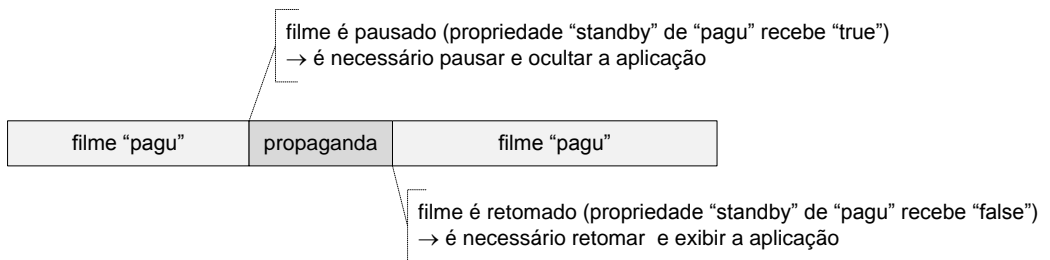 filme é pausado (propriedade “standby” de “pagu” recebe “true”)
→ é necessário pausar e ocultar a aplicação
filme “pagu”
propaganda
filme “pagu”
filme é retomado (propriedade “standby” de “pagu” recebe “false”)
→ é necessário retomar e exibir a aplicação